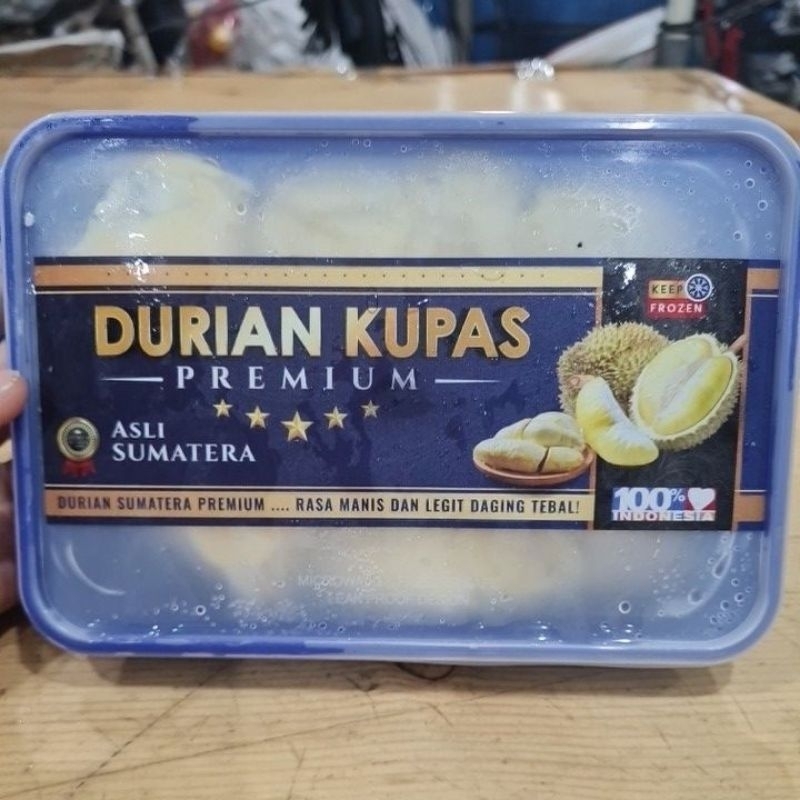 KEEP
FROZEN
DURIAN KUPAS
PREMIUM
ASLI
SUMATERA
DURIAN SUMATERA PREMIUM .... RASA MANIS DAN LEGIT DAGING TEBAL!
100%
INDONESIA